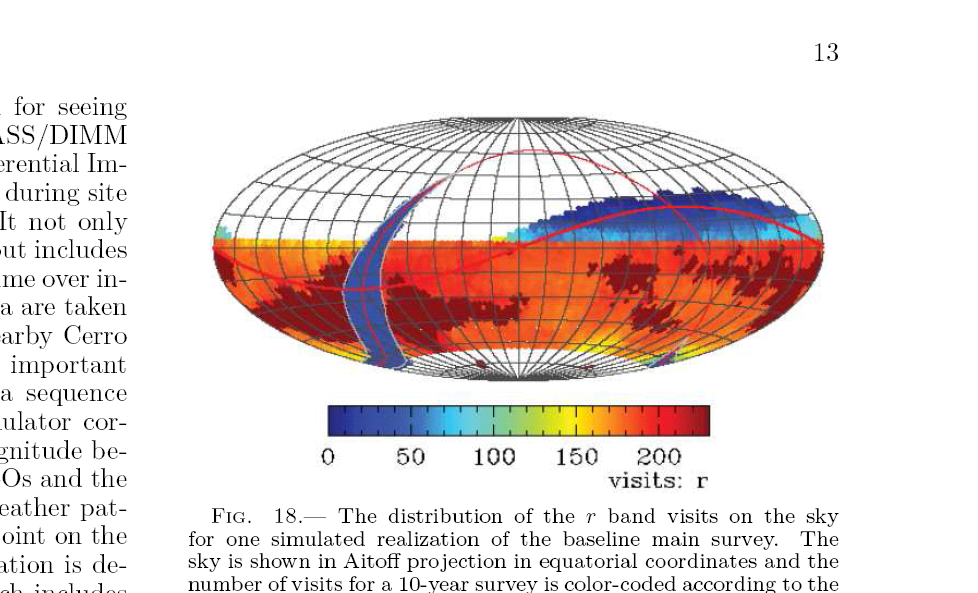 13
for seeing
ASS/DIMM
erential Im-
during site
It not only
out includes
me over in-
a are taken
earby Cerro
important
a sequence
ulator cor-
gnitude be-
Os and the
eather pat-
oint on the
ation is de-
ch includes
0 50 100 150 200
visits: r
FIG. 18.— The distribution of the r band visits on the sky
for one simulated realization of the baseline main survey. The
sky is shown in Aitoff projection in equatorial coordinates and the
number of visits for a 10-year survey is color-coded according to the